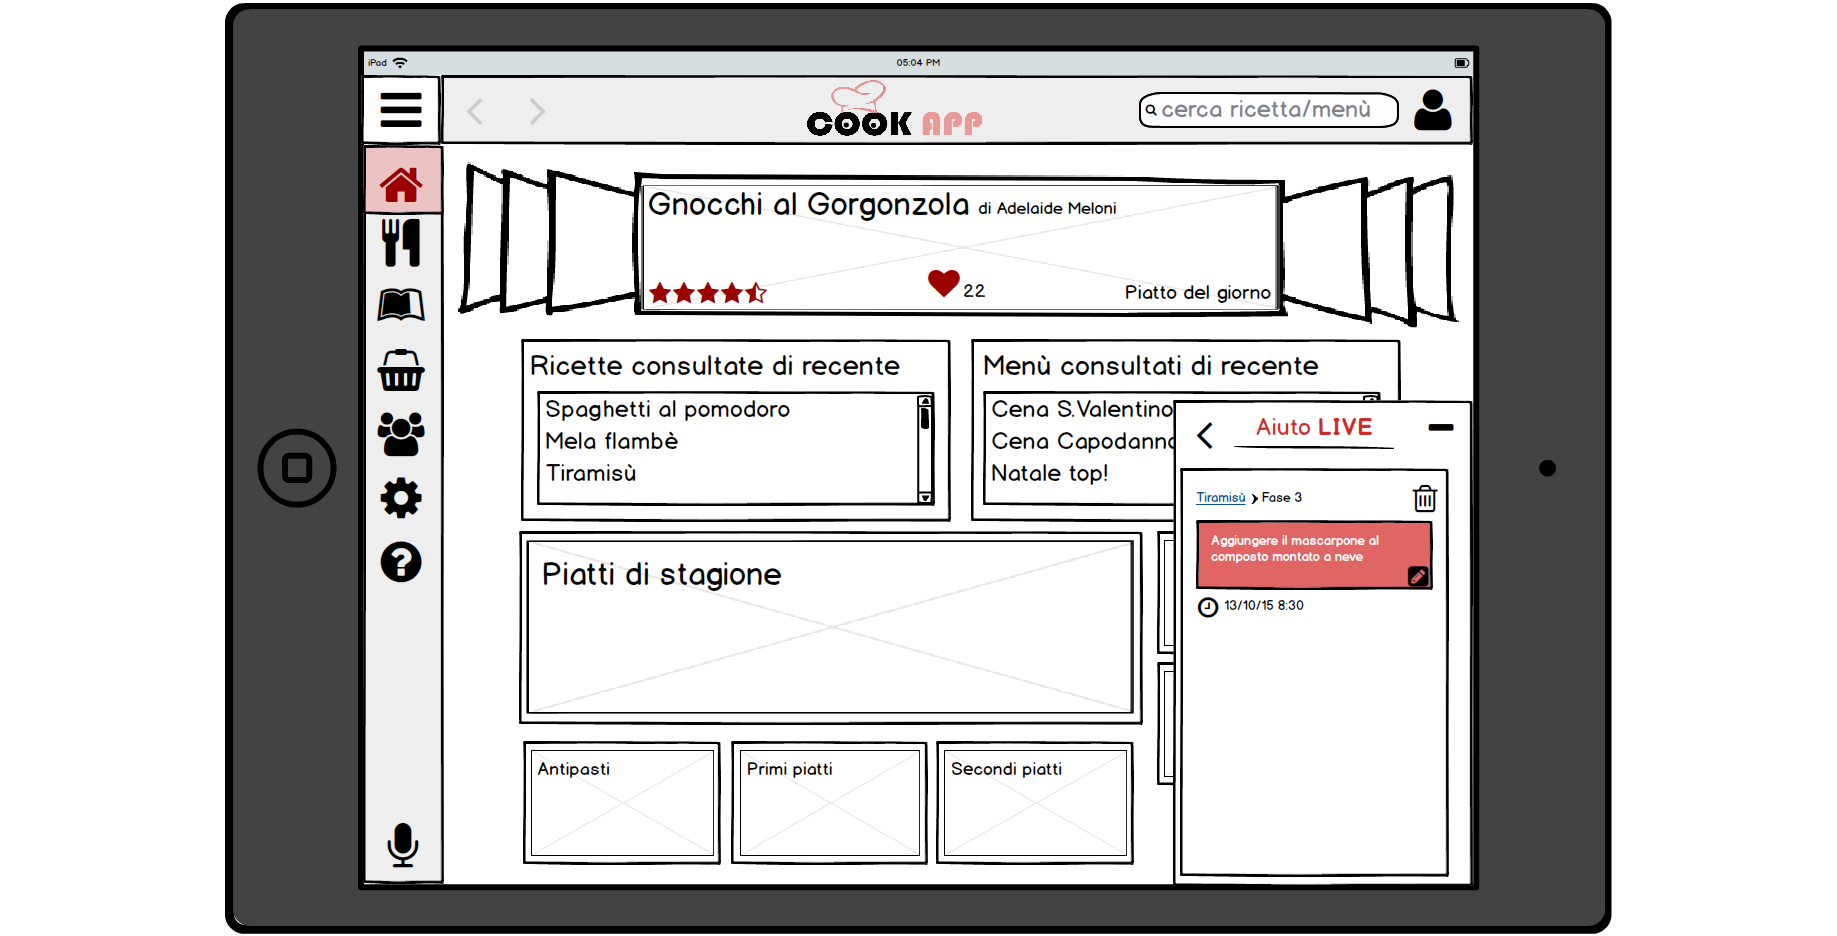 iPad
05:04 PM
COOK APP
cerca ricetta/menù
Gnocchi al Gorgonzola di Adelaide Meloni
22
Piatto del giorno
Ricette consultate di recente
Spaghetti al pomodoro
Mela flambè
Tiramisù
Menù consultati di recente
Cena S.Valentino
Cena Capodanno
Natale top!
Aiuto LIVE
Tiramisù Fase 3
Aggiungere il mascarpone al
composto montato a neve
13/10/15 8:30
Piatti di stagione
Antipasti
Primi piatti
Secondi piatti